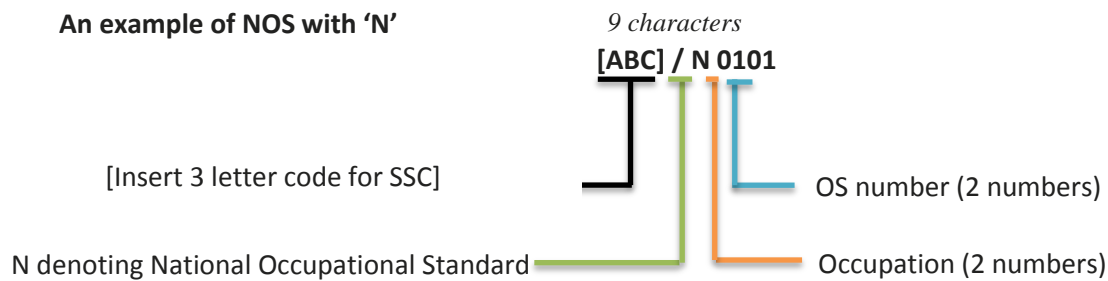 An example of NOS with ‘N’
9 characters
[ABC] / N 0101
[Insert 3 letter code for SSC]
OS number (2 numbers)
N denoting National Occupational Standard
Occupation (2 numbers)